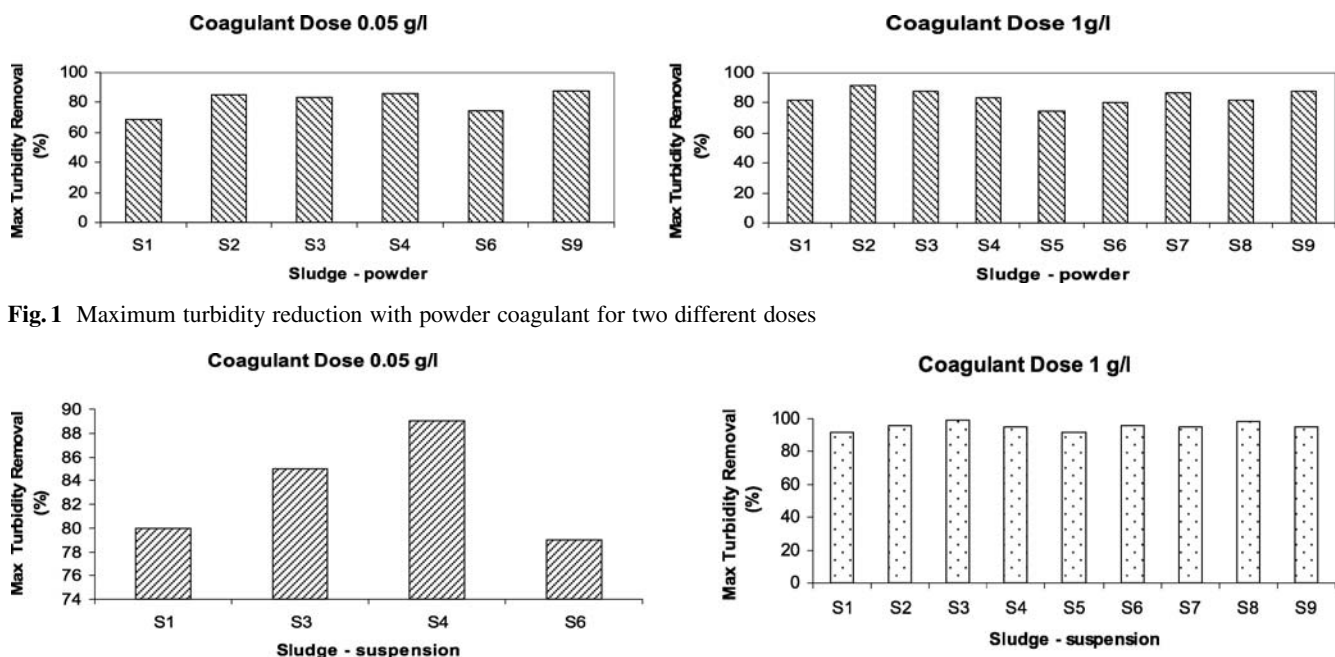 Coagulant Dose 0.05 g/l
Max Turbidity Removal
(%)
100
80
60
40
20
0
S1 S2 S3 S4 S6 S9
Sludge - powder
Coagulant Dose 1g/l
Max Turbidity Removal
(%)
100
80
60
40
20
0
S1 S2 S3 S4 S5 S6 S7 S8 S9
Sludge - powder
Fig. 1 Maximum turbidity reduction with powder coagulant for two different doses
Coagulant Dose 0.05 g/l
Max Turbidity Removal
(%)
90
88
86
84
82
80
78
76
74
S1 S3 S4 S6
Sludge - suspension
Coagulant Dose 1 g/l
Max Turbidity Removal
(%)
100
80
60
40
20
0
S1 S2 S3 S4 S5 S6 S7 S8 S9
Sludge - suspension